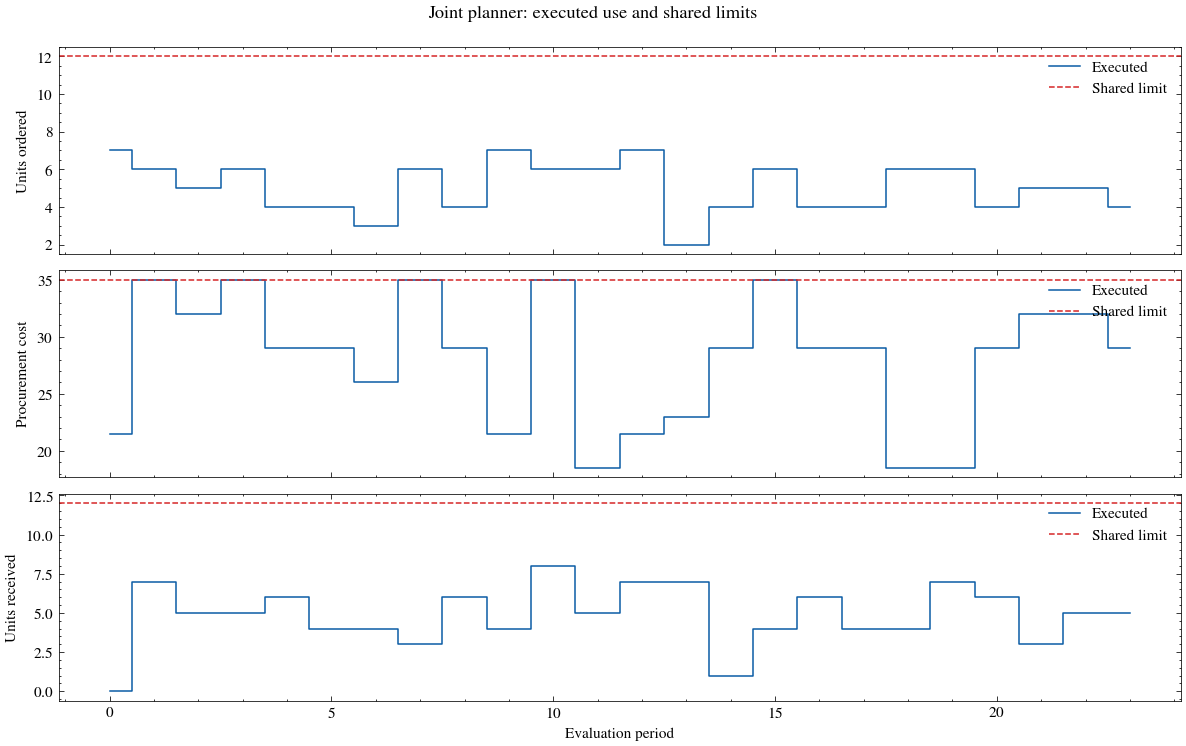 Joint planner: executed use and shared limits
12
10
8
6
4
2
Units ordered
Executed
Shared limit
35
30
25
20
Procurement cost
Executed
Shared limit
12.5
10.0
7.5
5.0
2.5
0.0
Units received
Executed
Shared limit
0 5 10 15 20
Evaluation period